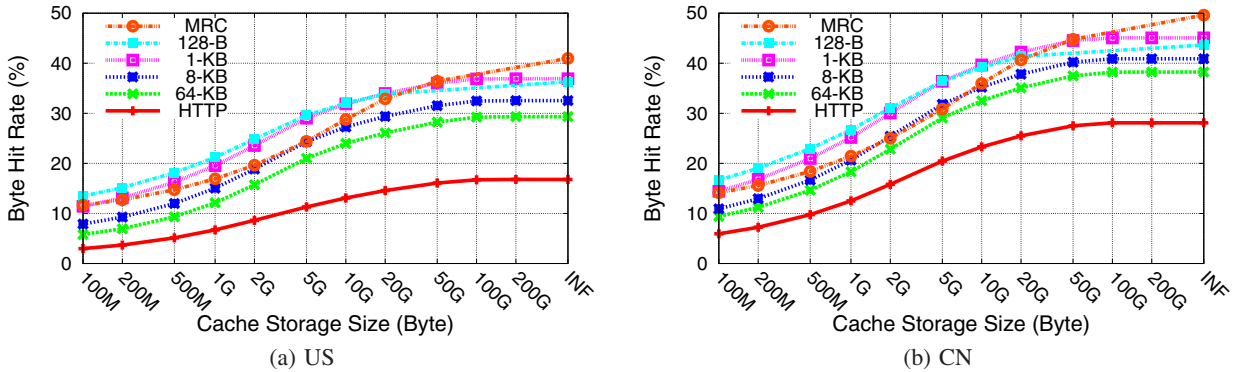 Byte Hit Rate (%)
50
40
30
20
10
0
MRC
128-B
1-KB
8-KB
64-KB
HTTP
100M
200M
500M
1G
2G
5G
10G
20G
50G
100G
200G
INF
Cache Storage Size (Byte)
(a) US
Byte Hit Rate (%)
50
40
30
20
10
0
MRC
128-B
1-KB
8-KB
64-KB
HTTP
100M
200M
500M
1G
2G
5G
10G
20G
50G
100G
200G
INF
Cache Storage Size (Byte)
(b) CN